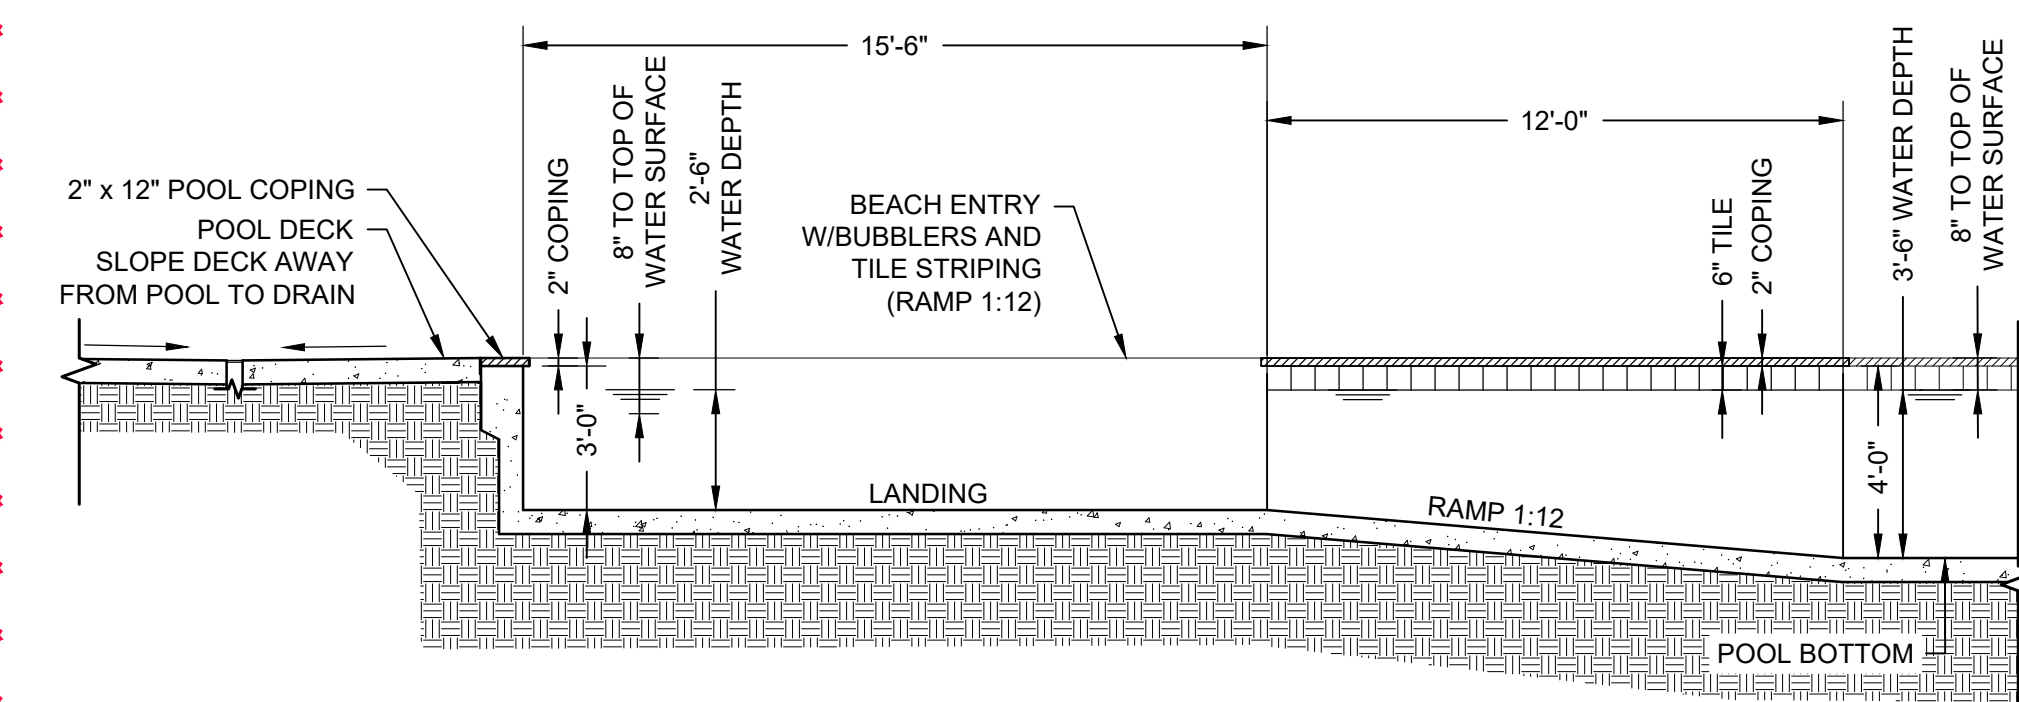 15'-6"
12'-0"
2" x 12" POOL COPING
POOL DECK
SLOPE DECK AWAY
FROM POOL TO DRAIN
2" COPING
8" TO TOP OF
WATER SURFACE
2'-6"
WATER DEPTH
BEACH ENTRY
W/BUBBLERS AND
TILE STRIPING
(RAMP 1:12)
6" TILE
2" COPING
3'-6" WATER DEPTH
8" TO TOP OF
WATER SURFACE
3'-0"
4'-0"
LANDING
RAMP 1:12
POOL BOTTOM